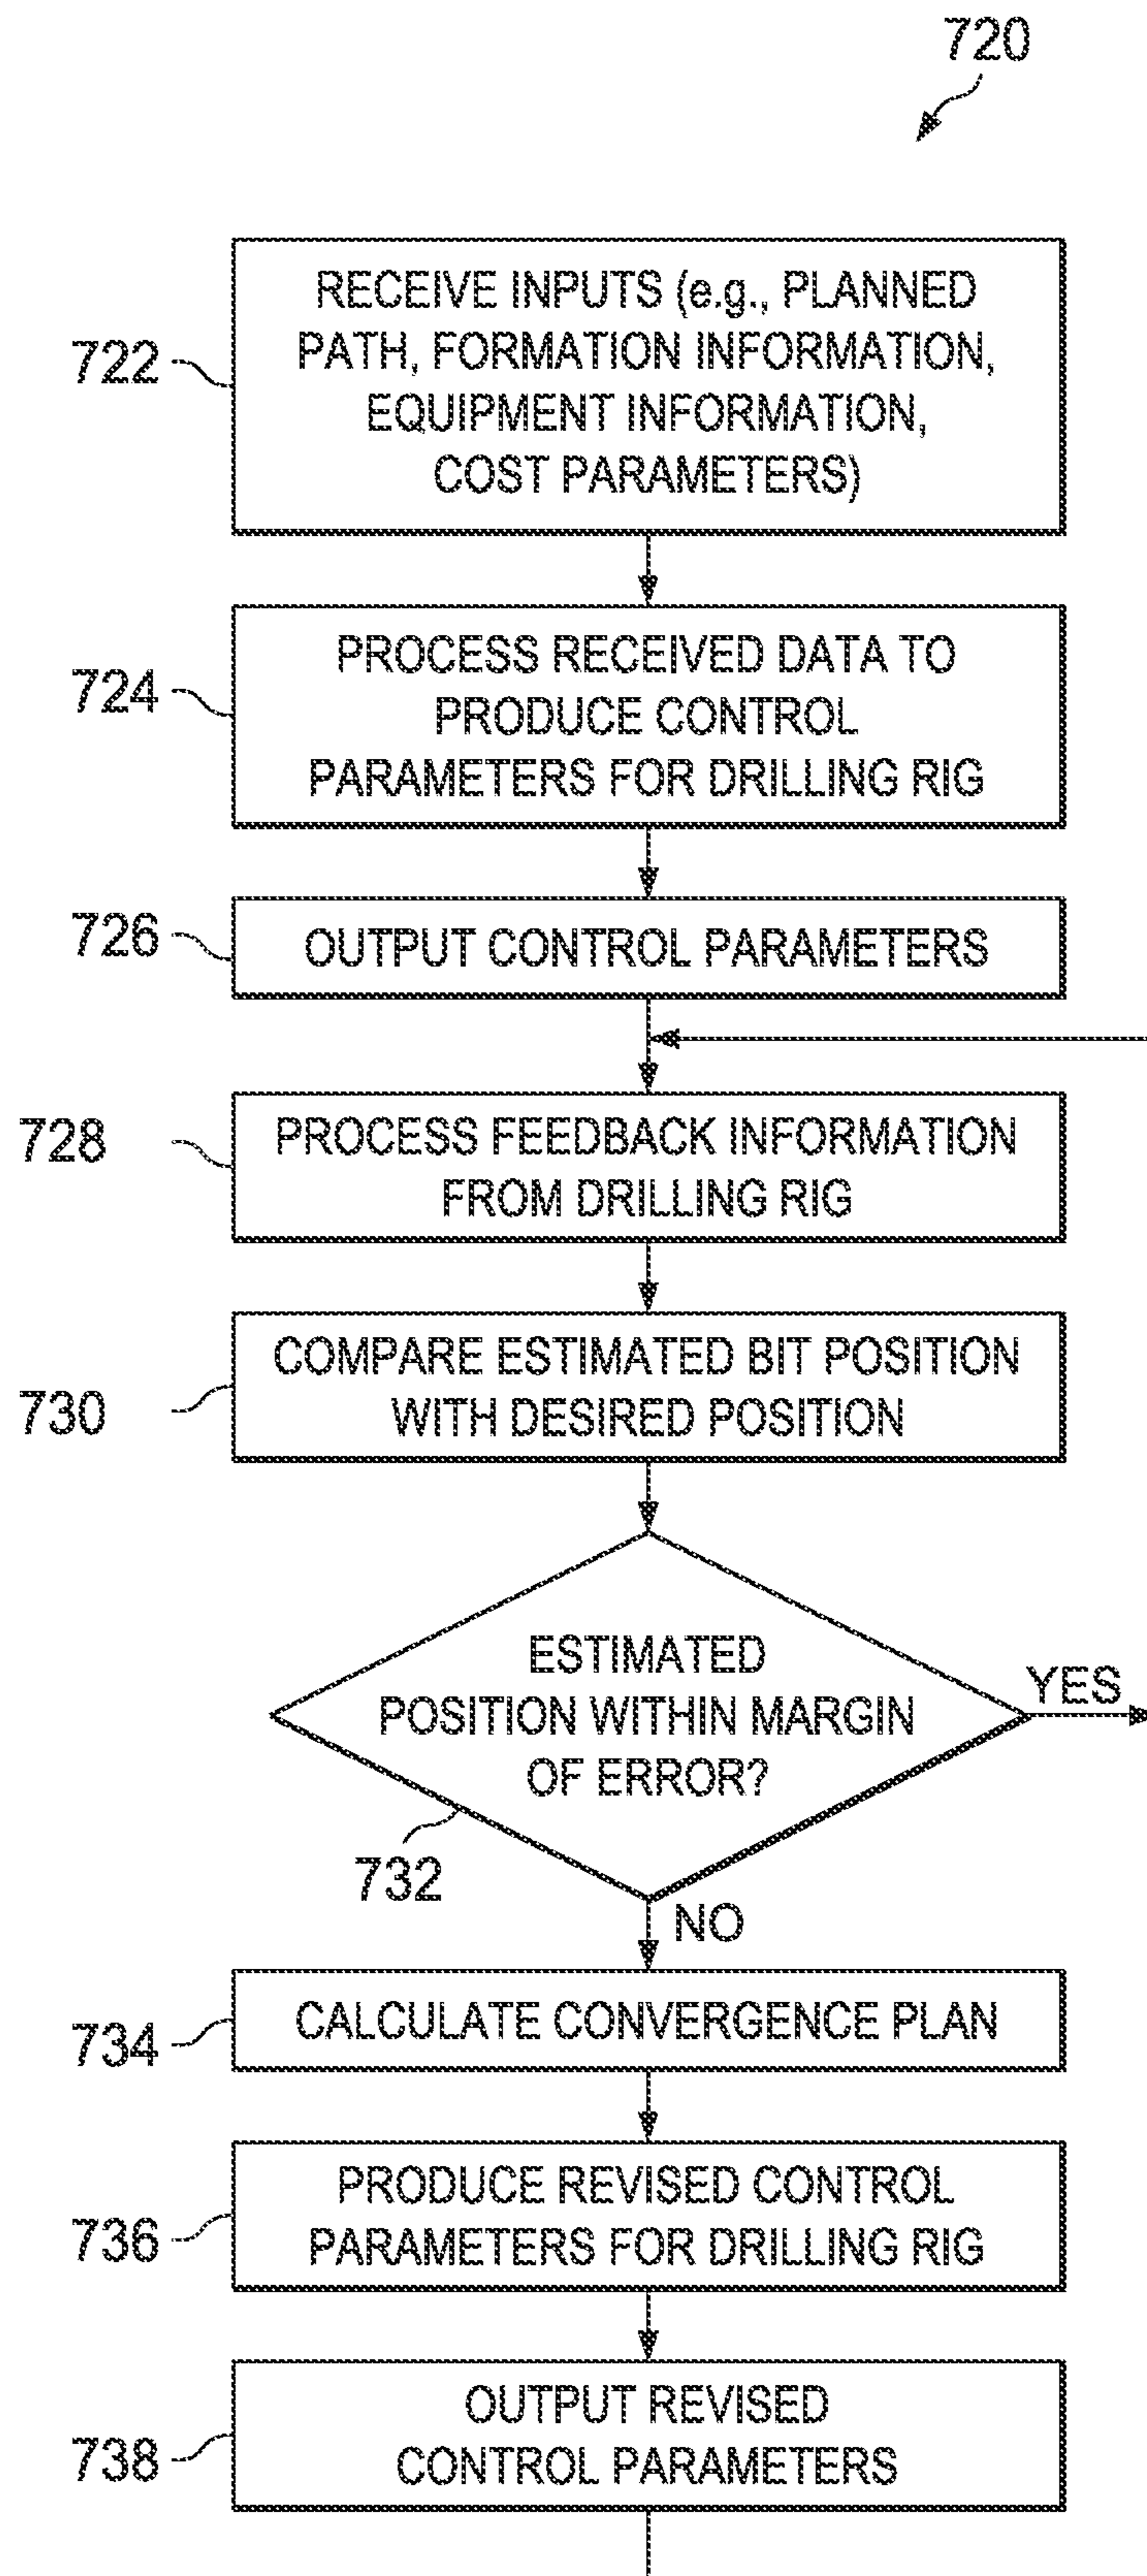 720
722
RECEIVE INPUTS (e.g., PLANNED
PATH, FORMATION INFORMATION,
EQUIPMENT INFORMATION,
COST PARAMETERS)
724
PROCESS RECEIVED DATA TO
PRODUCE CONTROL
PARAMETERS FOR DRILLING RIG
726
OUTPUT CONTROL PARAMETERS
728
PROCESS FEEDBACK INFORMATION
FROM DRILLING RIG
730
COMPARE ESTIMATED BIT POSITION
WITH DESIRED POSITION
ESTIMATED
POSITION WITHIN MARGIN
OF ERROR?
YES
732
NO
734
CALCULATE CONVERGENCE PLAN
736
PRODUCE REVISED CONTROL
PARAMETERS FOR DRILLING RIG
738
OUTPUT REVISED
CONTROL PARAMETERS